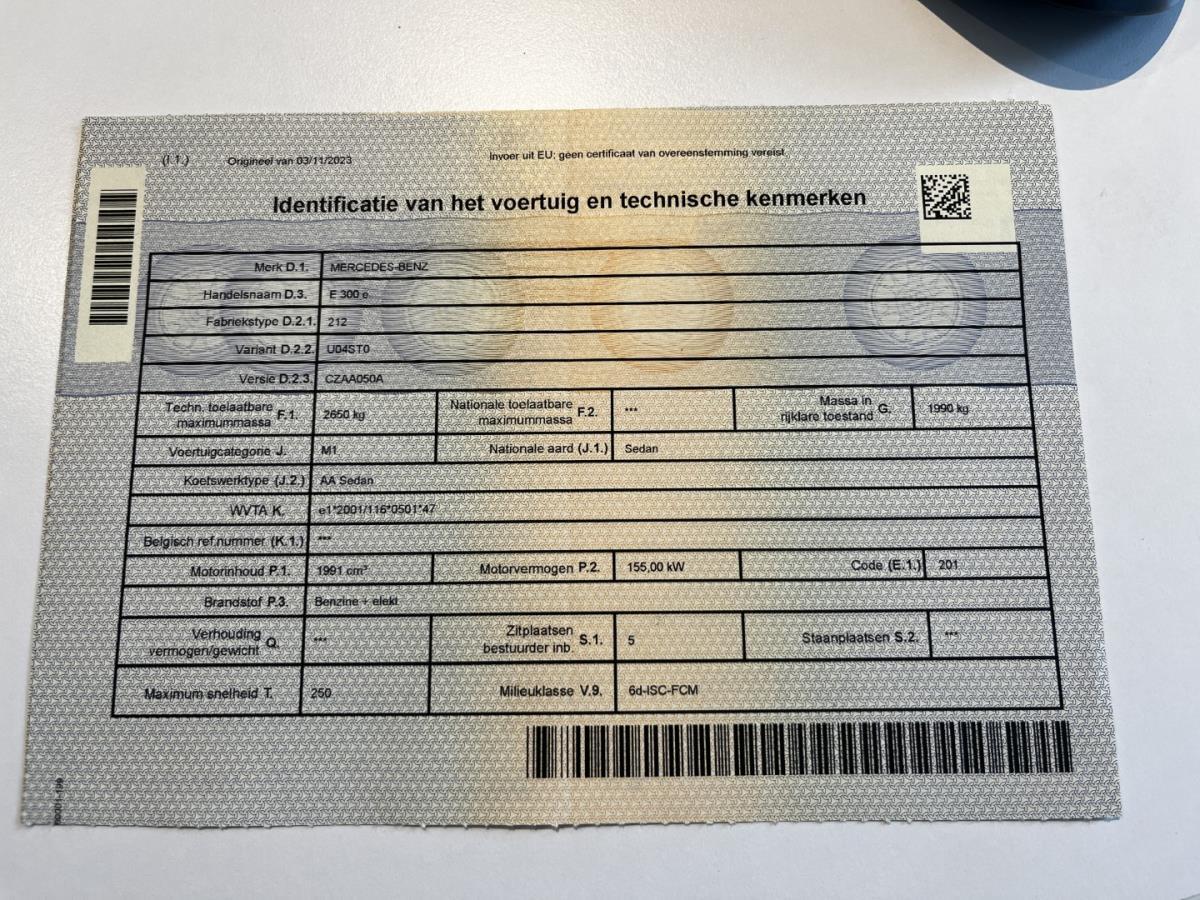 (I.1.) Origineel van 03/11/2023 Invoer uit EU: geen certificaat van overeenstemming vereist
Identificatie van het voertuig en technische kenmerken
Merk D.1. MERCEDES-BENZ
Handelsnaam D.3. E 300 e
Fabriekstype D.2.1. 212
Variant D.2.2. U04ST0
Versie D.2.3. CZAA050A
Techn. toelaatbare maximummassa F.1. 2650 kg Nationale toelaatbare maximummassa F.2. *** Massa in rijklare toestand G. 1990 kg
Voertuigcategorie J. M1 Nationale aard (J.1.) Sedan
Koetswerktype (J.2.) AA Sedan
WVTA K. e1*2001/116*0501*47
Belgisch ref.nummer (K.1.) ***
Motorinhoud P.1. 1991 cm³ Motorvermogen P.2. 155,00 kW Code (E.1.) 201
Brandstof P.3. Benzine + elekt
Verhouding vermogen/gewicht Q. *** Zitplaatsen bestuurder inb. S.1. 5 Staanplaatsen S.2. ***
Maximum snelheid T. 250 Milieuklasse V.9. 6d-ISC-FCM